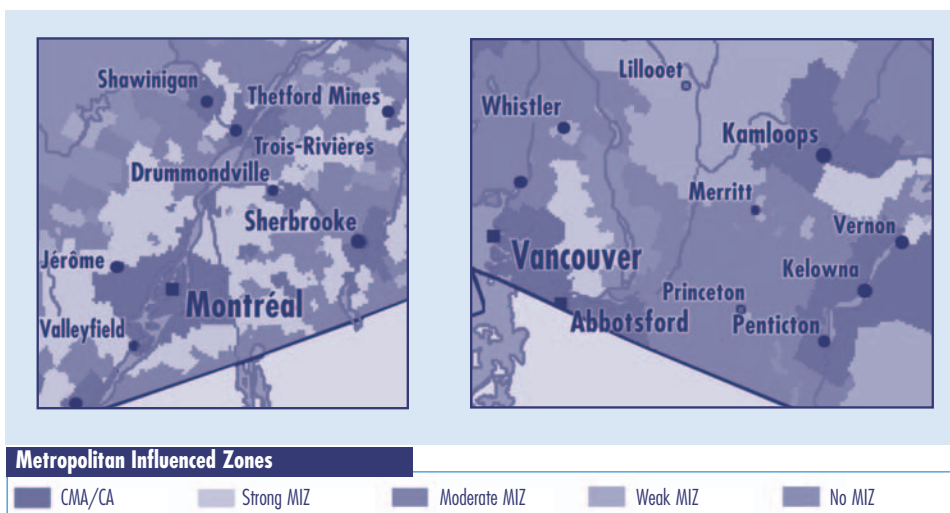 Shawinigan
Thetford Mines
Trois-Rivières
Drummondville
Sherbrooke
Jérôme
Montréal
Valleyfield
Lillooet
Whistler
Kamloops
Merritt
Vernon
Vancouver
Kelowna
Princeton
Abbotsford
Penticton
Metropolitan Influenced Zones
CMA/CA
Strong MIZ
Moderate MIZ
Weak MIZ
No MIZ